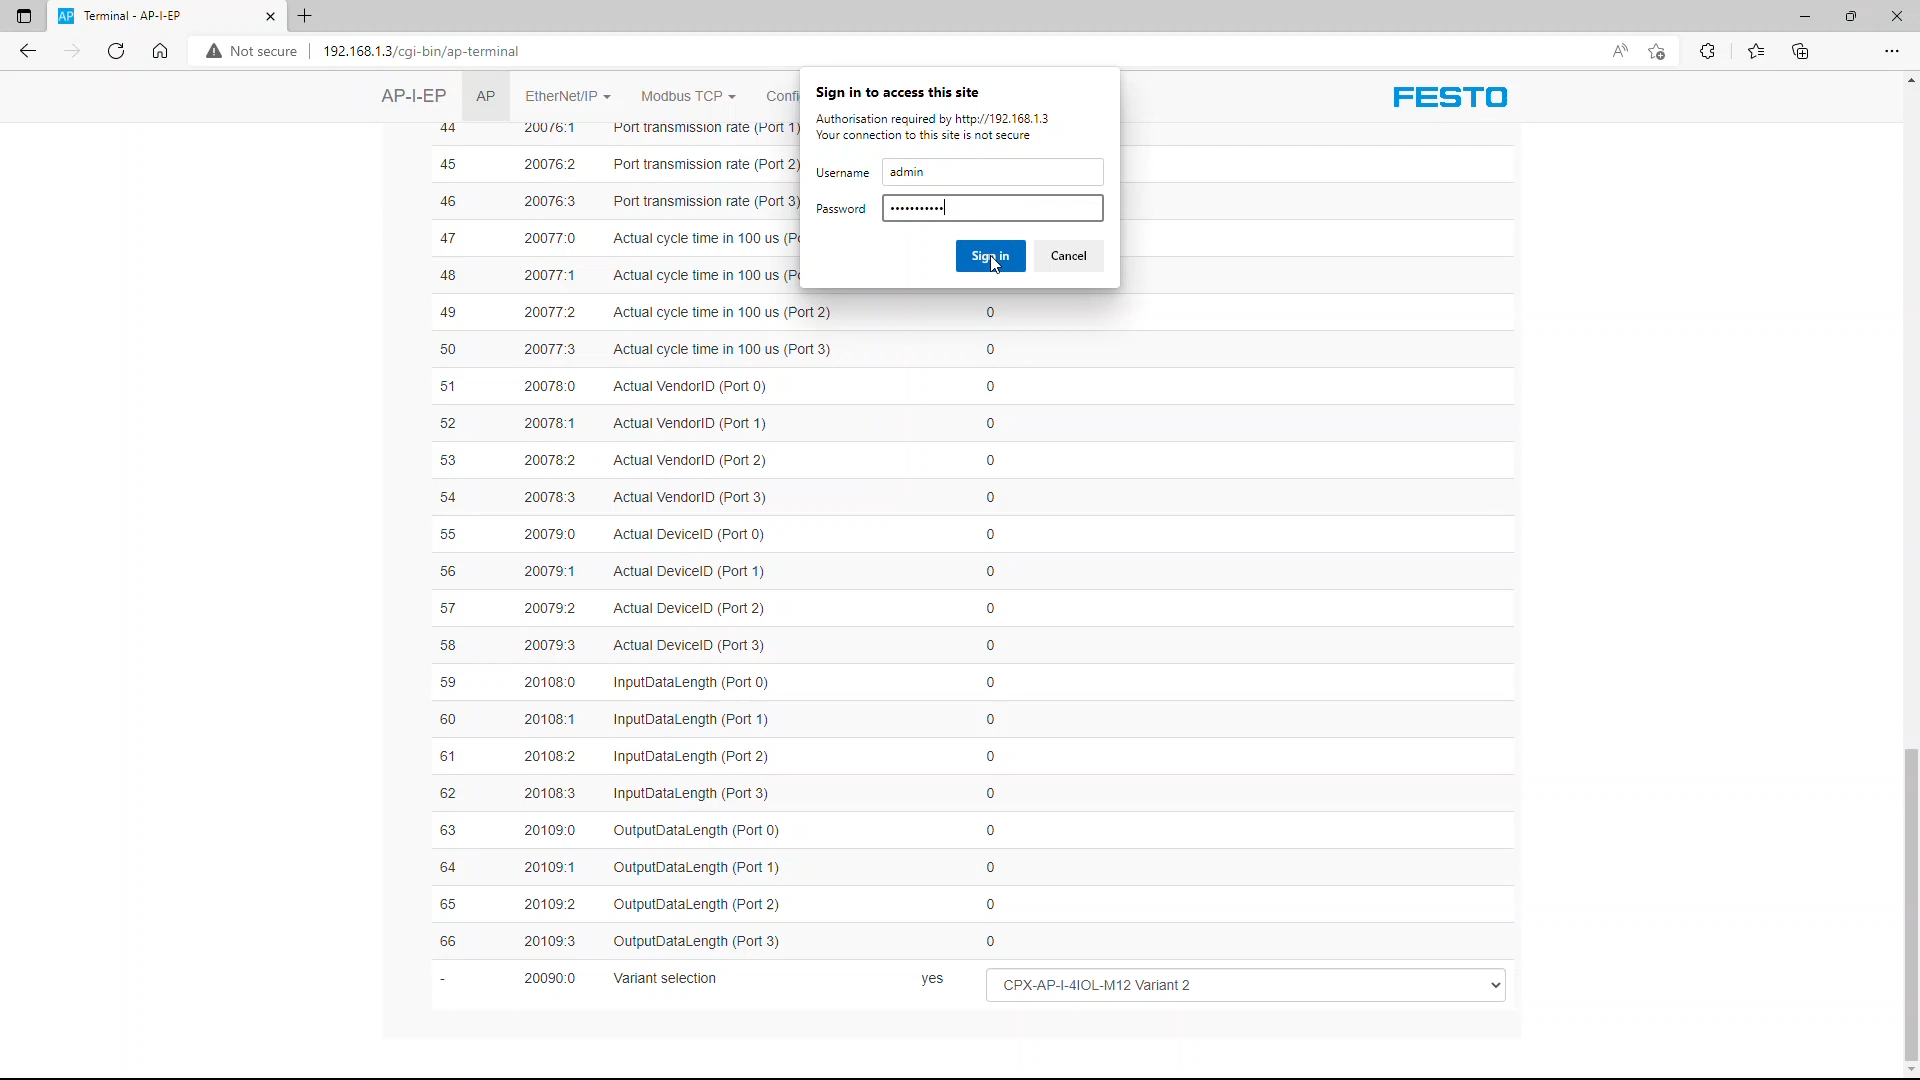 AP Terminal - AP-I-EP
Not secure 192.168.1.3/cgi-bin/ap-terminal
AP-I-EP AP EtherNet/IP Modbus TCP Confi FESTO
Sign in to access this site
Authorisation required by http://192.168.1.3
Your connection to this site is not secure
Username admin
Password •••••••••••
Sign in Cancel
44 20076:1 Port transmission rate (Port 1)
45 20076:2 Port transmission rate (Port 2)
46 20076:3 Port transmission rate (Port 3)
47 20077:0 Actual cycle time in 100 us (Po
48 20077:1 Actual cycle time in 100 us (Po
49 20077:2 Actual cycle time in 100 us (Port 2) 0
50 20077:3 Actual cycle time in 100 us (Port 3) 0
51 20078:0 Actual VendorID (Port 0) 0
52 20078:1 Actual VendorID (Port 1) 0
53 20078:2 Actual VendorID (Port 2) 0
54 20078:3 Actual VendorID (Port 3) 0
55 20079:0 Actual DeviceID (Port 0) 0
56 20079:1 Actual DeviceID (Port 1) 0
57 20079:2 Actual DeviceID (Port 2) 0
58 20079:3 Actual DeviceID (Port 3) 0
59 20108:0 InputDataLength (Port 0) 0
60 20108:1 InputDataLength (Port 1) 0
61 20108:2 InputDataLength (Port 2) 0
62 20108:3 InputDataLength (Port 3) 0
63 20109:0 OutputDataLength (Port 0) 0
64 20109:1 OutputDataLength (Port 1) 0
65 20109:2 OutputDataLength (Port 2) 0
66 20109:3 OutputDataLength (Port 3) 0
- 20090:0 Variant selection yes CPX-AP-I-4IOL-M12 Variant 2